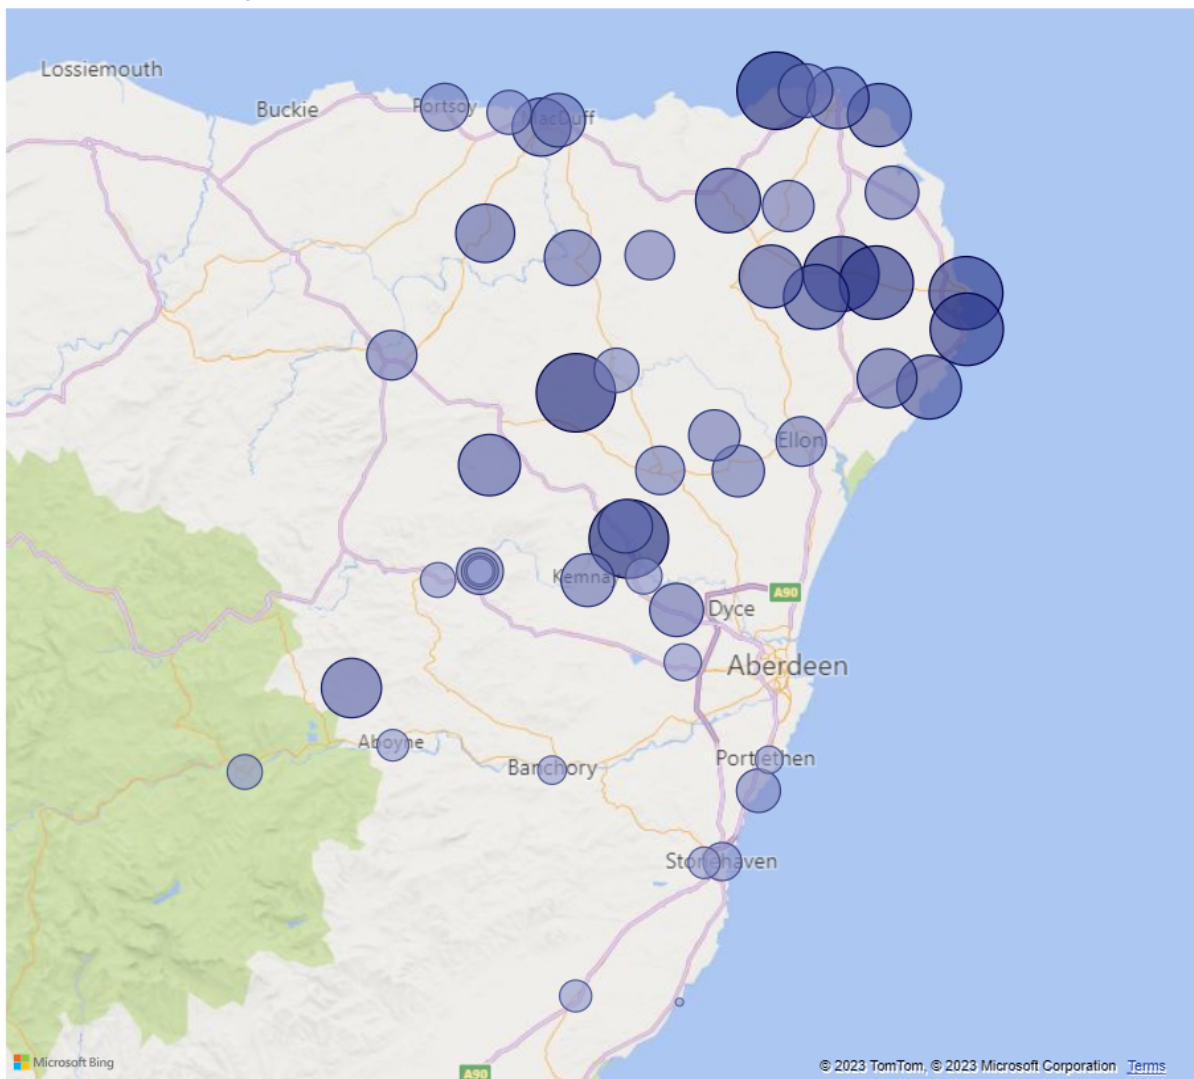 Lossiemouth
Buckie
Portsoy
MacDuff
Ellon
Kemnay
A90
Dyce
Aberdeen
Aboyne
Banchory
Portlethen
Stonehaven
Microsoft Bing
A90
© 2023 TomTom, © 2023 Microsoft Corporation Terms